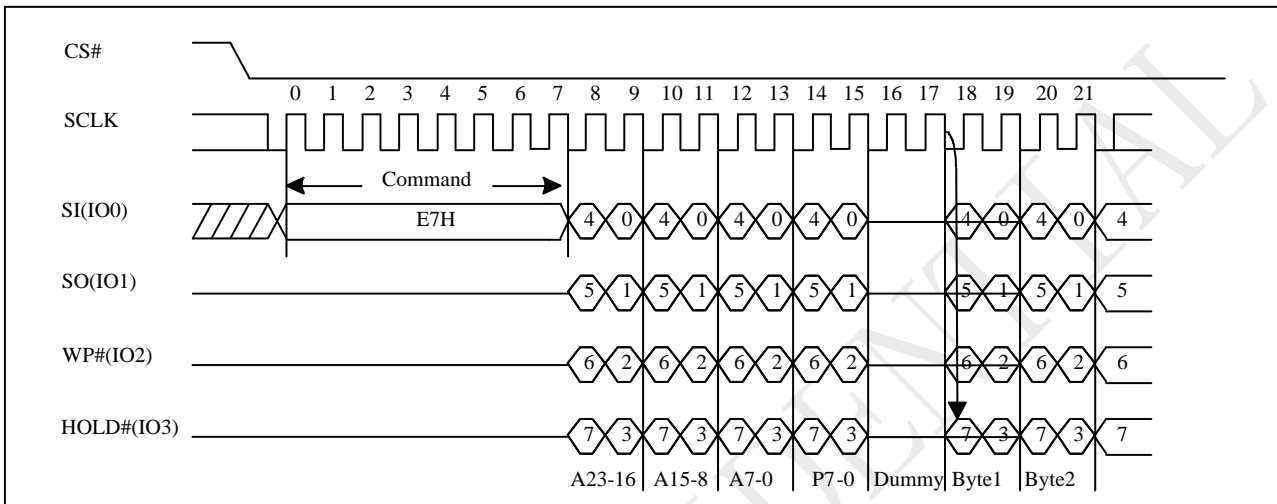 CS#
0 1 2 3 4 5 6 7 8 9 10 11 12 13 14 15 16 17 18 19 20 21
SCLK
Command
SI(IO0) E7H 4 0 4 0 4 0 4 0 4 0 4 0 4
SO(IO1) 5 1 5 1 5 1 5 1 5 1 5 1 5
WP#(IO2) 6 2 6 2 6 2 6 2 6 2 6 2 6
HOLD#(IO3) 7 3 7 3 7 3 7 3 7 3 7 3 7
A23-16 A15-8 A7-0 P7-0 Dummy Byte1 Byte2